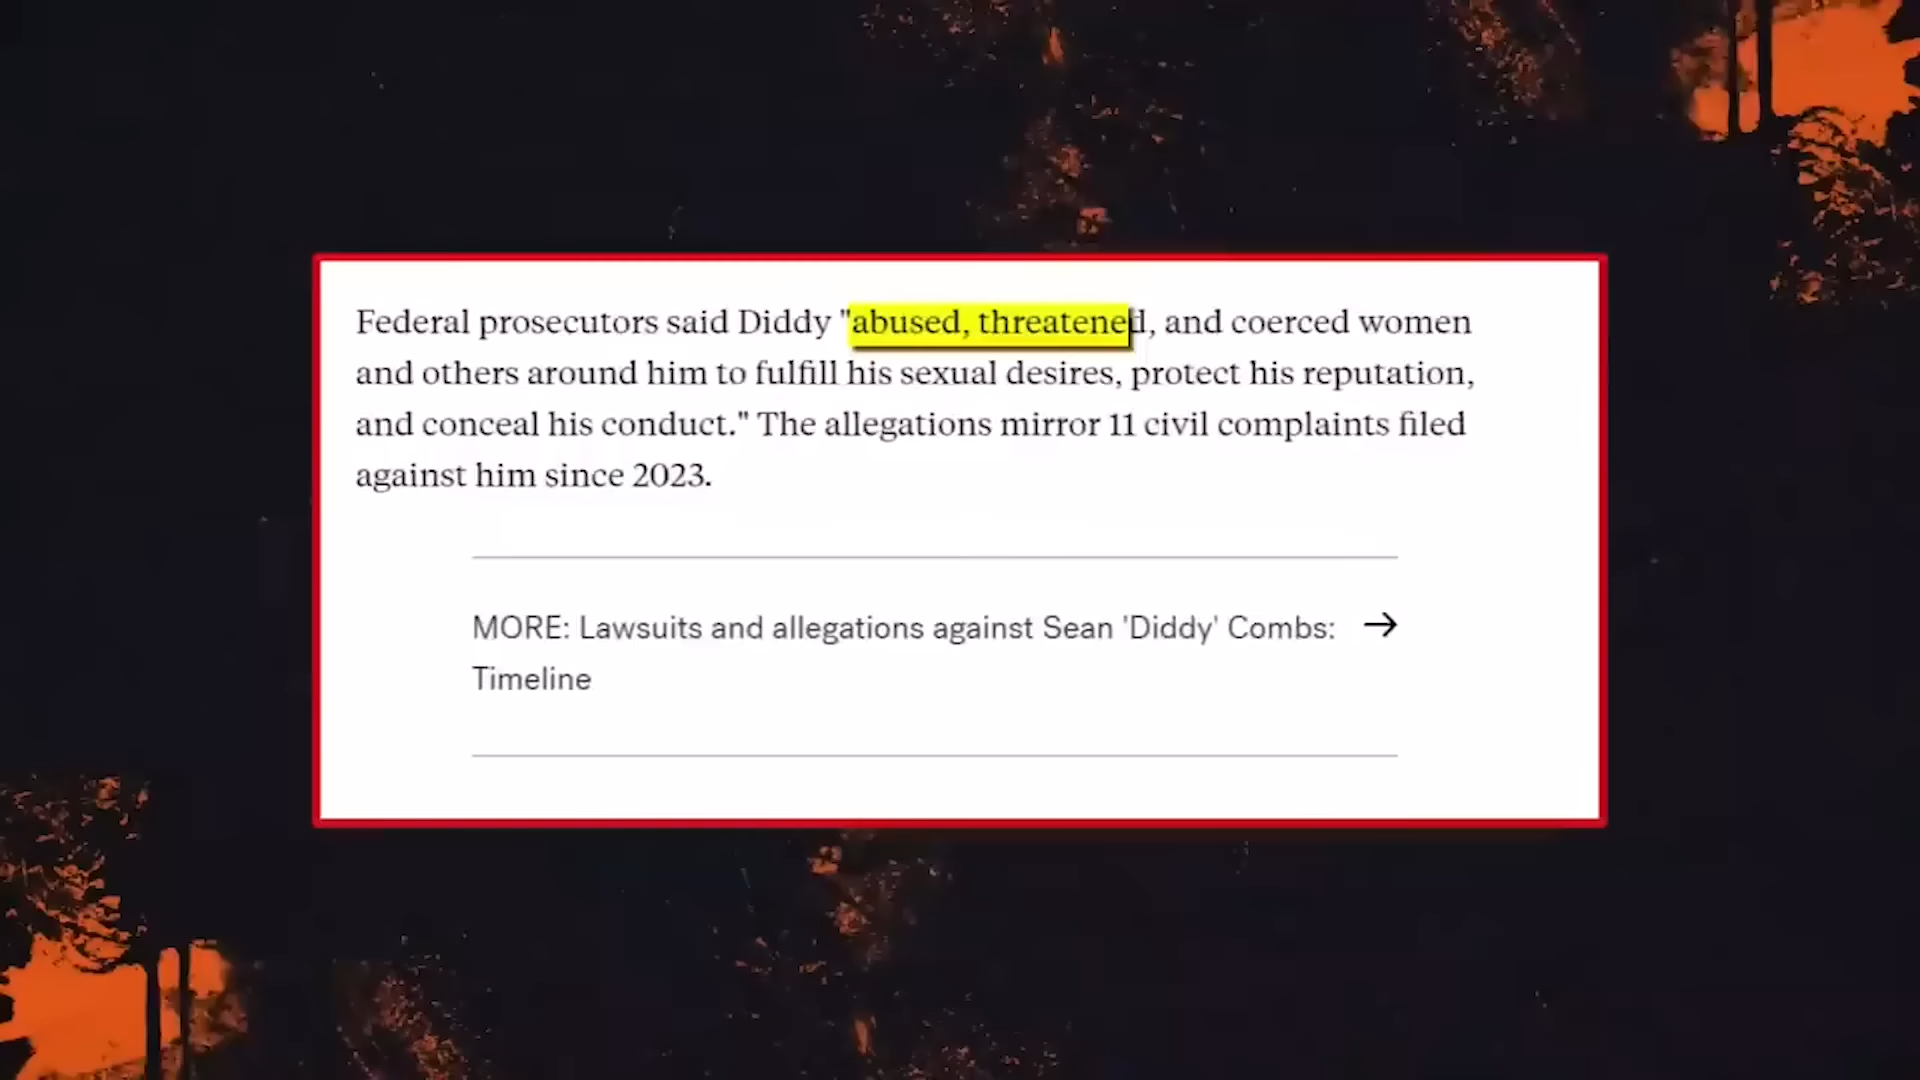 Federal prosecutors said Diddy "abused, threatened, and coerced women
and others around him to fulfill his sexual desires, protect his reputation,
and conceal his conduct." The allegations mirror 11 civil complaints filed
against him since 2023.
MORE: Lawsuits and allegations against Sean 'Diddy' Combs: →
Timeline